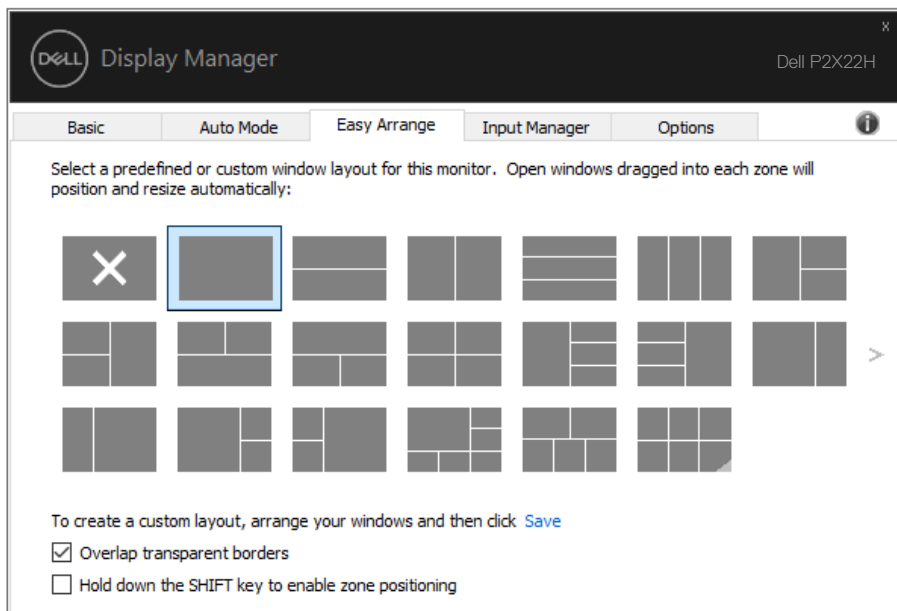 x
DELL
Display Manager
Dell P2X22H
Basic
Auto Mode
Easy Arrange
Input Manager
Options
i
Select a predefined or custom window layout for this monitor. Open windows dragged into each zone will
position and resize automatically:
>
To create a custom layout, arrange your windows and then click Save
Overlap transparent borders
Hold down the SHIFT key to enable zone positioning